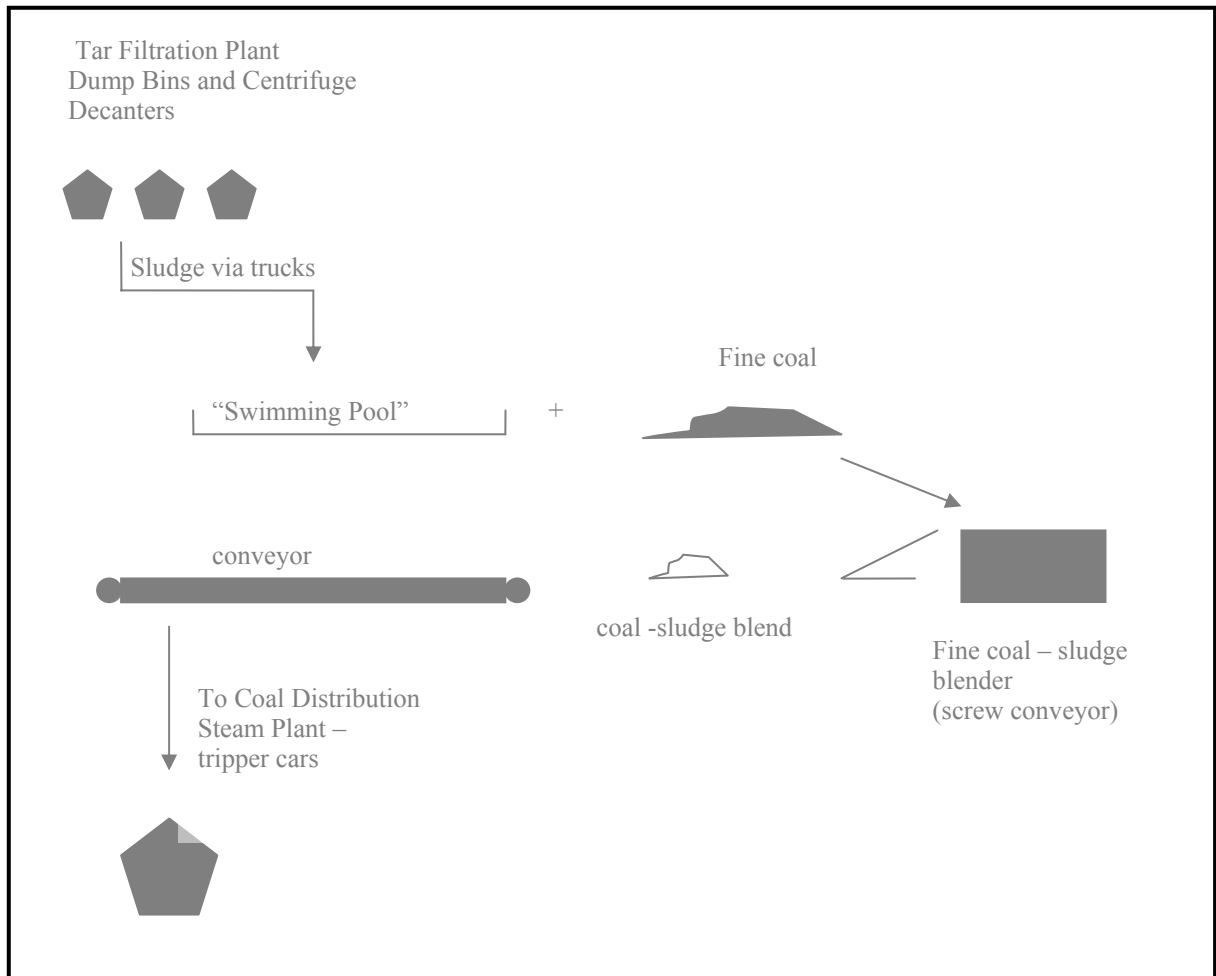 Tar Filtration Plant
Dump Bins and Centrifuge
Decanters
Sludge via trucks
Fine coal
“Swimming Pool”
+
conveyor
coal -sludge blend
Fine coal – sludge
blender
(screw conveyor)
To Coal Distribution
Steam Plant –
tripper cars